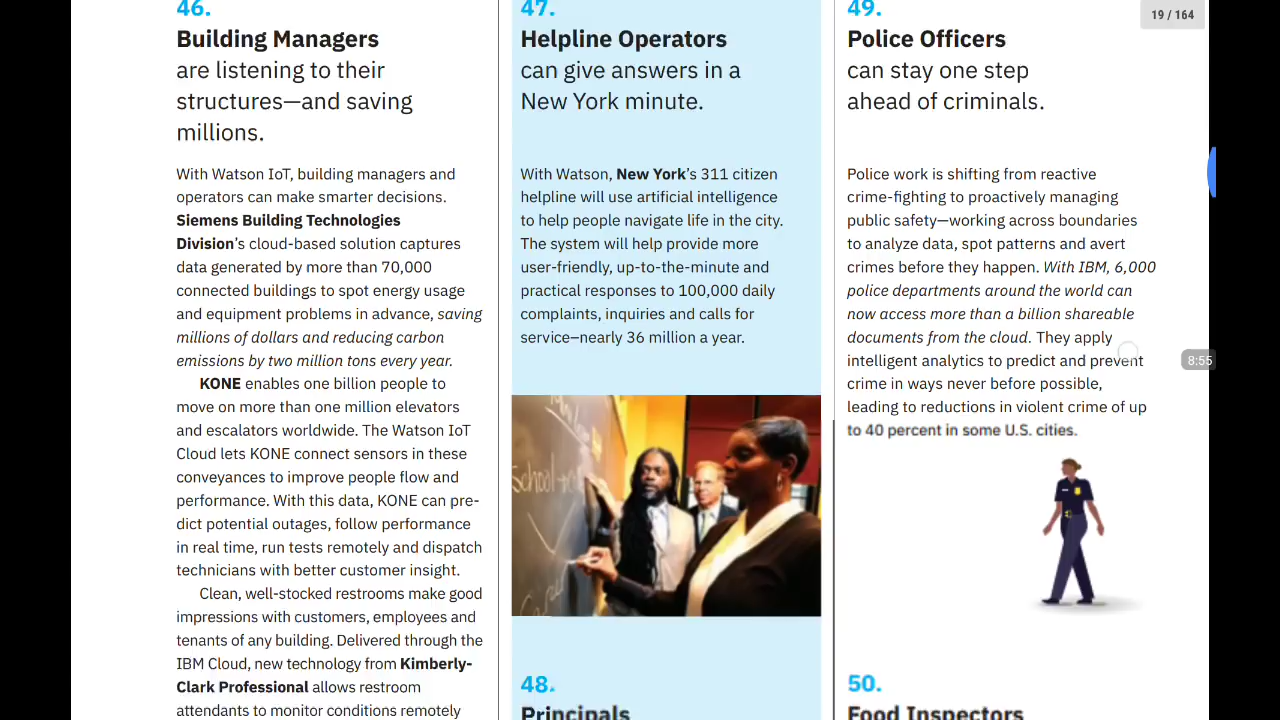 46.
Building Managers
are listening to their
structures—and saving
millions.
With Watson IoT, building managers and
operators can make smarter decisions.
Siemens Building Technologies
Division’s cloud-based solution captures
data generated by more than 70,000
connected buildings to spot energy usage
and equipment problems in advance, saving
millions of dollars and reducing carbon
emissions by two million tons every year.
KONE enables one billion people to
move on more than one million elevators
and escalators worldwide. The Watson IoT
Cloud lets KONE connect sensors in these
conveyances to improve people flow and
performance. With this data, KONE can pre-
dict potential outages, follow performance
in real time, run tests remotely and dispatch
technicians with better customer insight.
Clean, well-stocked restrooms make good
impressions with customers, employees and
tenants of any building. Delivered through the
IBM Cloud, new technology from Kimberly-
Clark Professional allows restroom
attendants to monitor conditions remotely
47.
Helpline Operators
can give answers in a
New York minute.
With Watson, New York’s 311 citizen
helpline will use artificial intelligence
to help people navigate life in the city.
The system will help provide more
user-friendly, up-to-the-minute and
practical responses to 100,000 daily
complaints, inquiries and calls for
service—nearly 36 million a year.
48.
Principals
49.
Police Officers
can stay one step
ahead of criminals.
Police work is shifting from reactive
crime-fighting to proactively managing
public safety—working across boundaries
to analyze data, spot patterns and avert
crimes before they happen. With IBM, 6,000
police departments around the world can
now access more than a billion shareable
documents from the cloud. They apply
intelligent analytics to predict and prevent
crime in ways never before possible,
leading to reductions in violent crime of up
to 40 percent in some U.S. cities.
50.
Food Inspectors
19 / 164
8:55